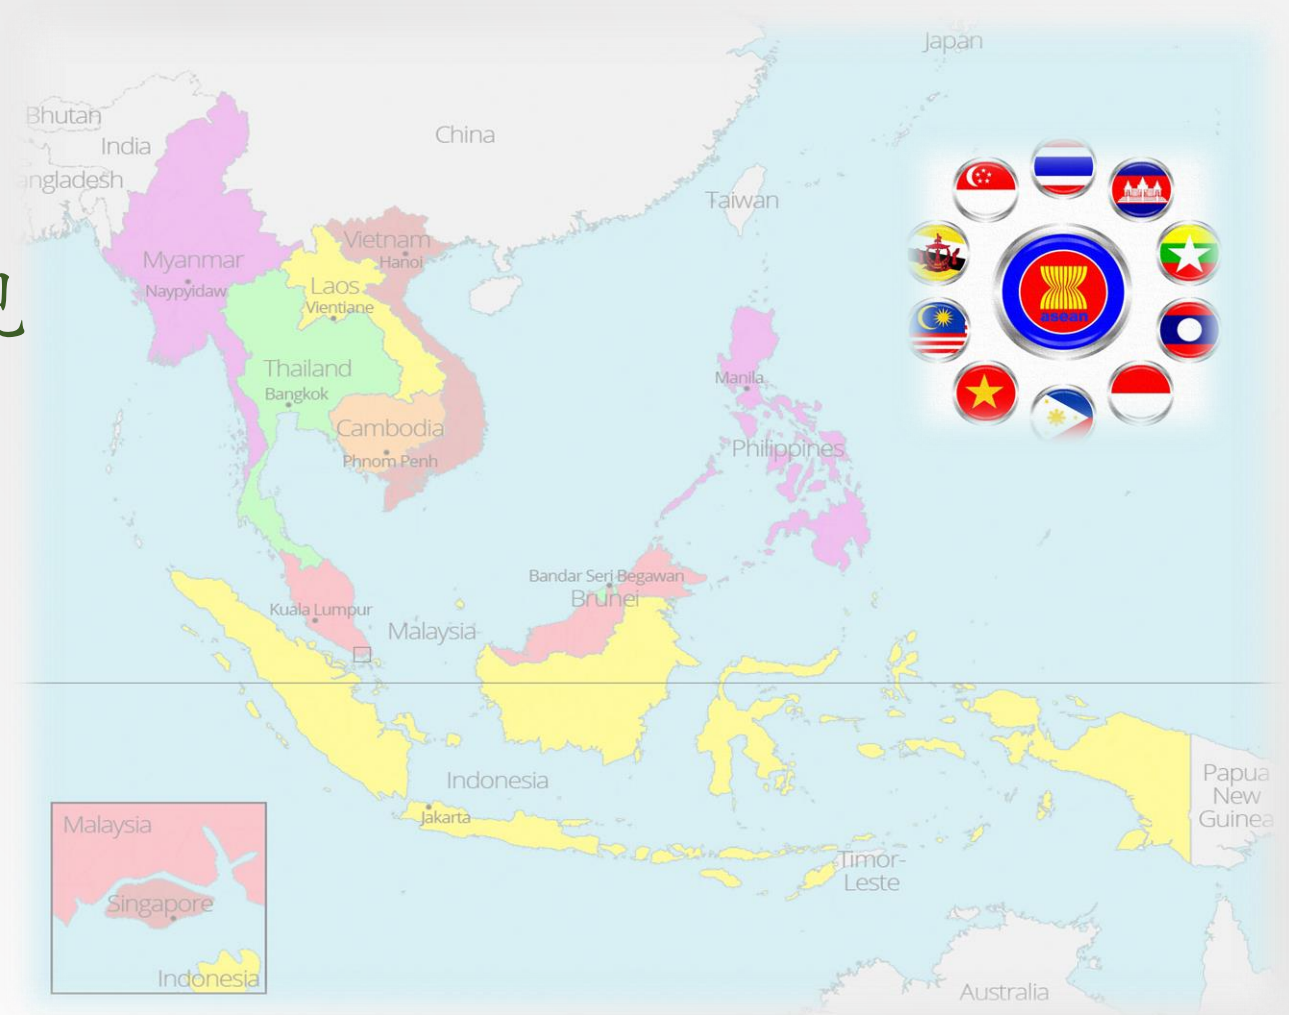 Japan
Bhutan
China
India
angladesh
Taiwan
Vietnam
Hanoi
Myanmar
Naypyidaw
Laos
Vientiane
asean
Thailand
Bangkok
Manila
Cambodia
Phnom Penh
Philippines
Bandar Seri Begawan
Brunei
Kuala Lumpur
Malaysia
Indonesia
Jakarta
Papua
New
Guinea
Malaysia
Singapore
Indonesia
Timor-
Leste
Australia